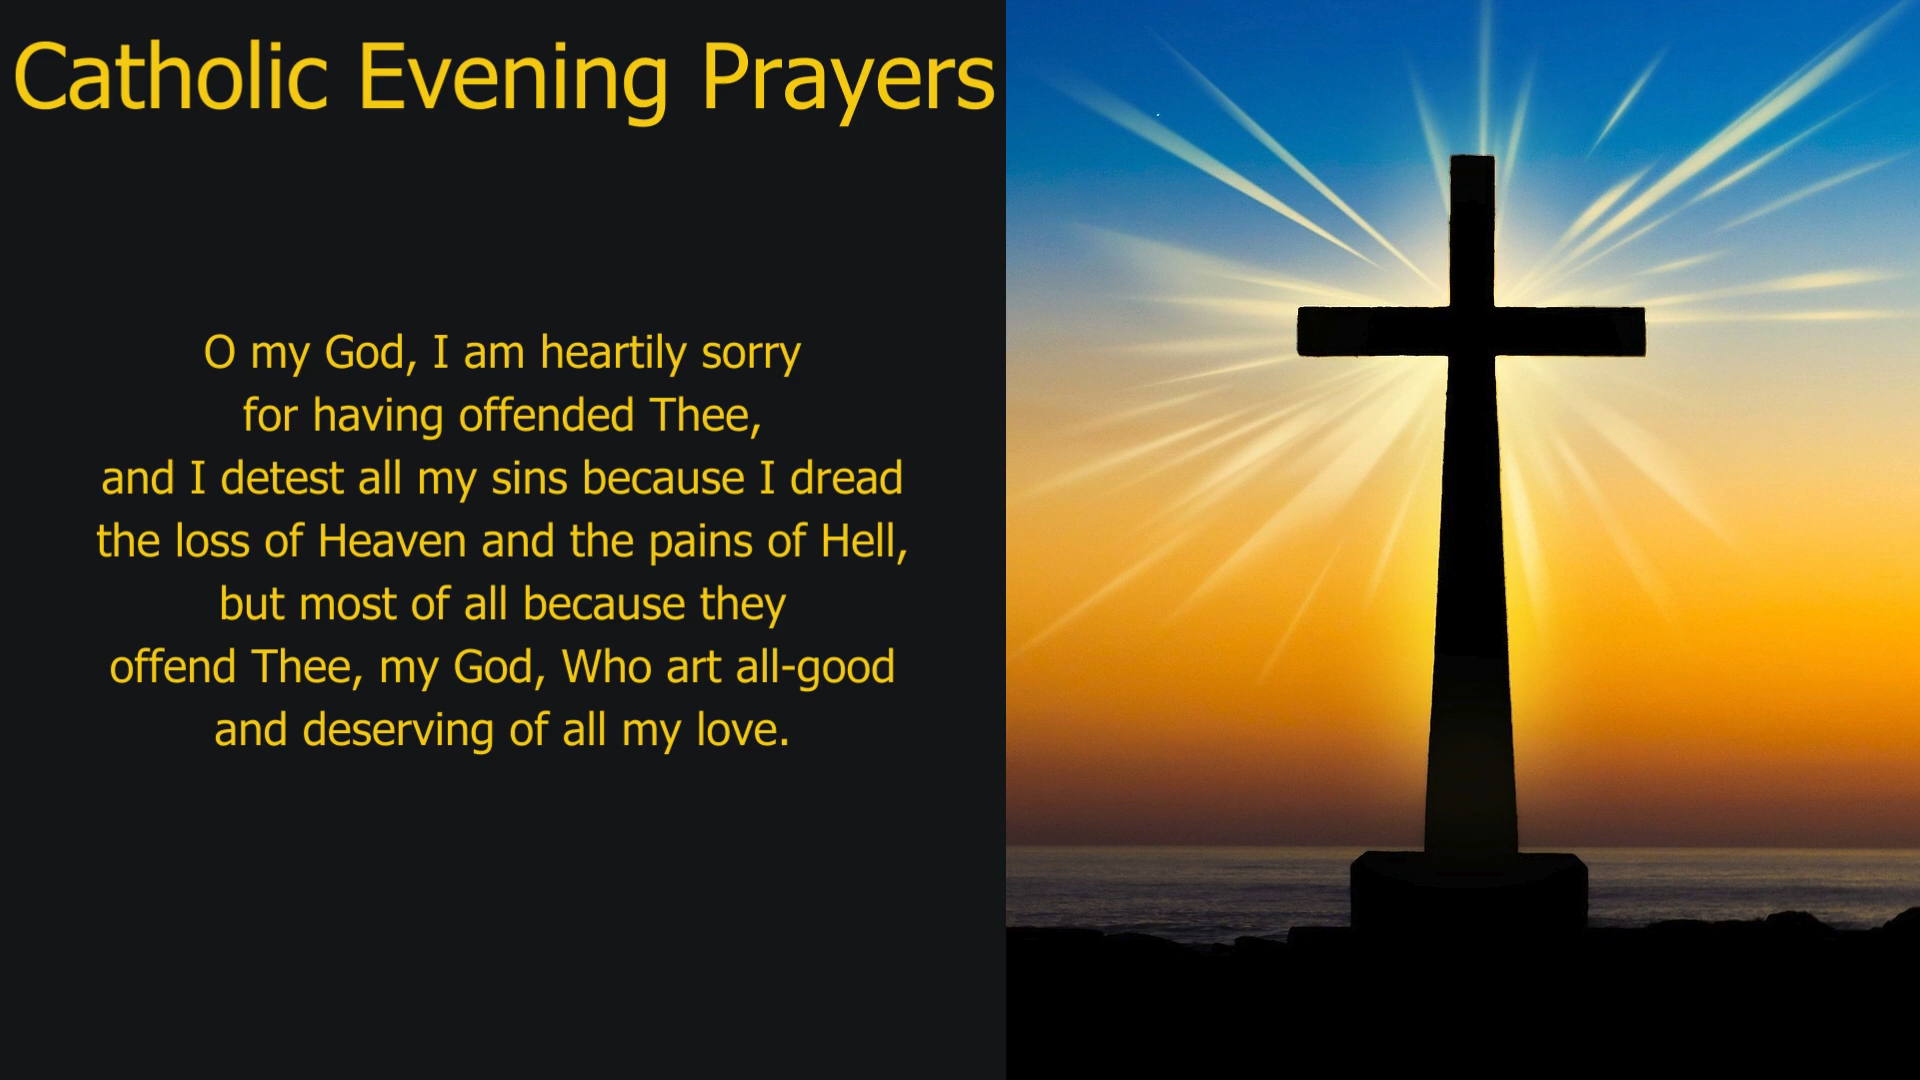 Catholic Evening Prayers
O my God, I am heartily sorry
for having offended Thee,
and I detest all my sins because I dread
the loss of Heaven and the pains of Hell,
but most of all because they
offend Thee, my God, Who art all-good
and deserving of all my love.